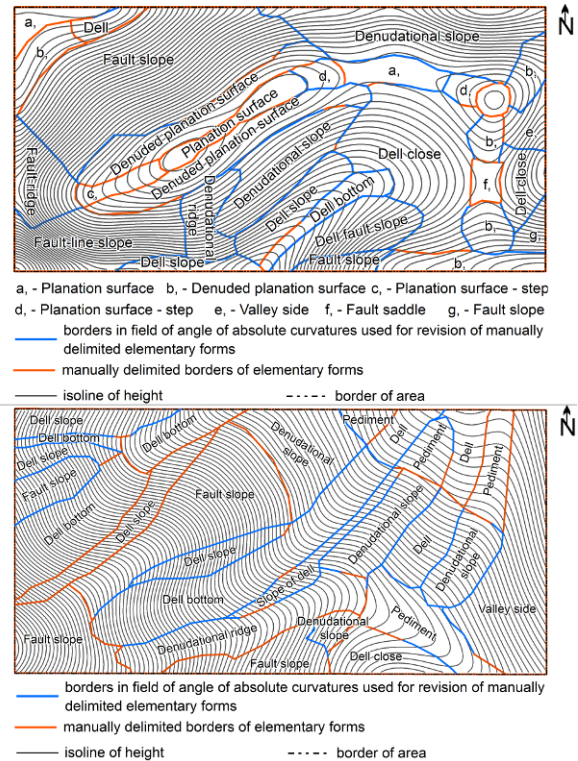 a,
Dell
b,
Fault slope
Denudational slope
N
a,
d,
d,
b,
Denuded planation surface
Planation surface
Denuded planation surface
c,
Fault ridge
Denudational slope
Denudational ridge
Dell close
b,
e,
Dell close
f,
Dell slope
Dell bottom
Dell fault slope
Fault-line slope
Dell slope
Fault slope
b,
b,
g,
a, - Planation surface b, - Denuded planation surface c, - Planation surface - step
d, - Planation surface - step e, - Valley side f, - Fault saddle g, - Fault slope
borders in field of angle of absolute curvatures used for revision of manually
delimited elementary forms
manually delimited borders of elementary forms
isoline of height border of area
Dell slope
Dell bottom
Dell slope
Fault slope
Dell bottom
Dell bottom
Dell slope
Fault slope
Denudational slope
Pediment
Dell
Pediment
Dell
Pediment
N
Dell slope
Dell bottom
Slope of dell
Denudational slope
Dell
Denudational slope
Valley side
Fault slope
Denudational ridge
Denudational
slope
Pediment
Fault slope
Dell close
borders in field of angle of absolute curvatures used for revision of manually
delimited elementary forms
manually delimited borders of elementary forms
isoline of height border of area